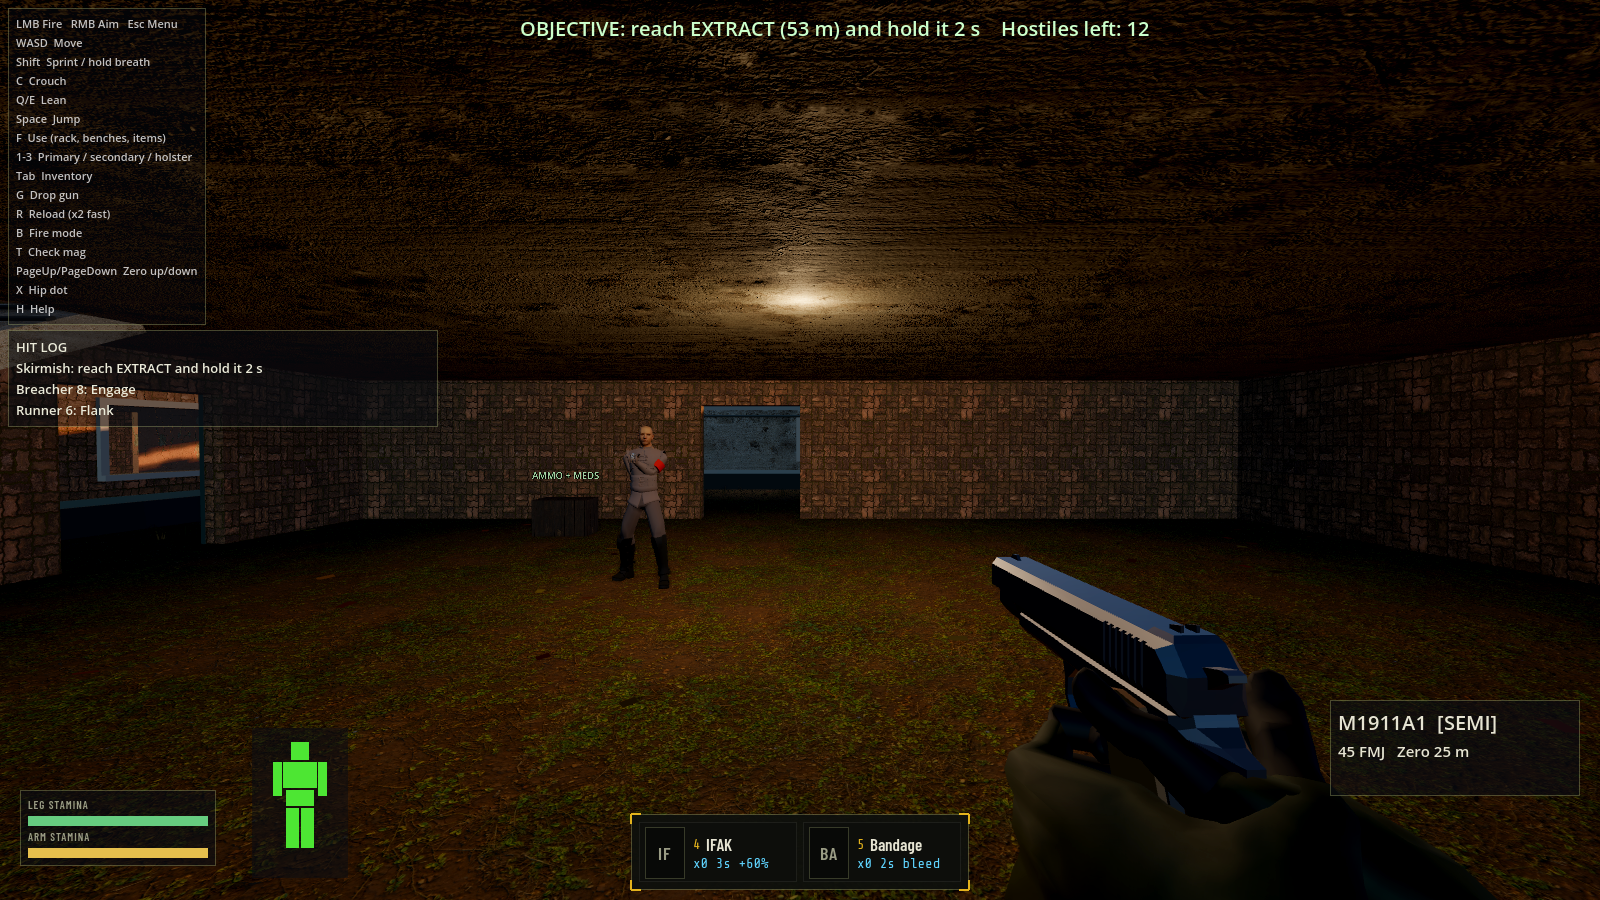 LMB Fire   RMB Aim   Esc Menu
WASD  Move
Shift  Sprint / hold breath
C  Crouch
Q/E  Lean
Space  Jump
F  Use (rack, benches, items)
1-3  Primary / secondary / holster
Tab  Inventory
G  Drop gun
R  Reload (x2 fast)
B  Fire mode
T  Check mag
PageUp/PageDown  Zero up/down
X  Hip dot
H  Help
OBJECTIVE: reach EXTRACT (53 m) and hold it 2 s    Hostiles left: 12
HIT LOG
Skirmish: reach EXTRACT and hold it 2 s
Breacher 8: Engage
Runner 6: Flank
AMMO + MEDS
LEG STAMINA
ARM STAMINA
IF
4 IFAK
x0 3s +60%
BA
5 Bandage
x0 2s bleed
M1911A1  [SEMI]
45 FMJ   Zero 25 m